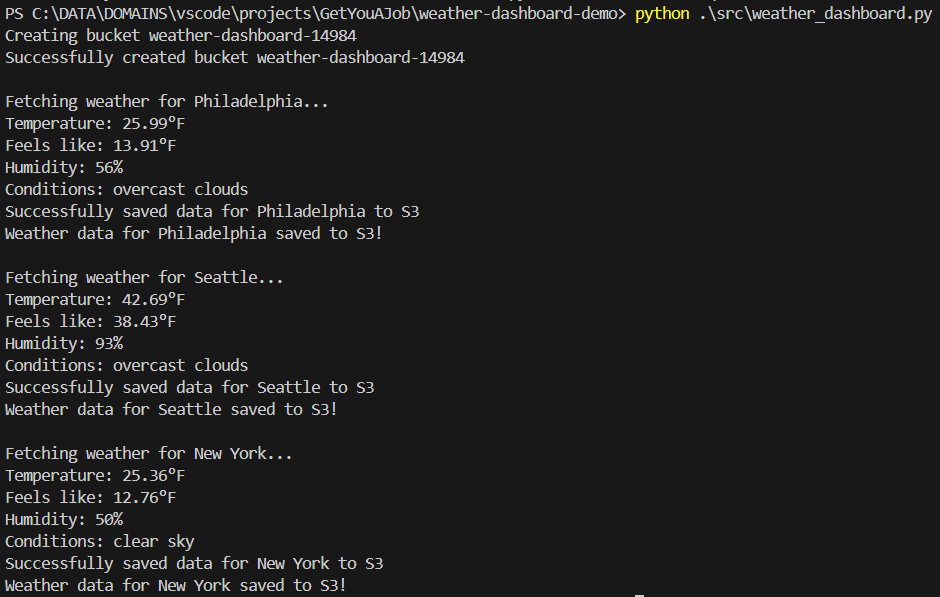 PS C:\DATA\DOMAINS\vscode\projects\GetYouAJob\weather-dashboard-demo> python .\src\weather_dashboard.py
Creating bucket weather-dashboard-14984
Successfully created bucket weather-dashboard-14984
Fetching weather for Philadelphia...
Temperature: 25.99°F
Feels like: 13.91°F
Humidity: 56%
Conditions: overcast clouds
Successfully saved data for Philadelphia to S3
Weather data for Philadelphia saved to S3!
Fetching weather for Seattle...
Temperature: 42.69°F
Feels like: 38.43°F
Humidity: 93%
Conditions: overcast clouds
Successfully saved data for Seattle to S3
Weather data for Seattle saved to S3!
Fetching weather for New York...
Temperature: 25.36°F
Feels like: 12.76°F
Humidity: 50%
Conditions: clear sky
Successfully saved data for New York to S3
Weather data for New York saved to S3!